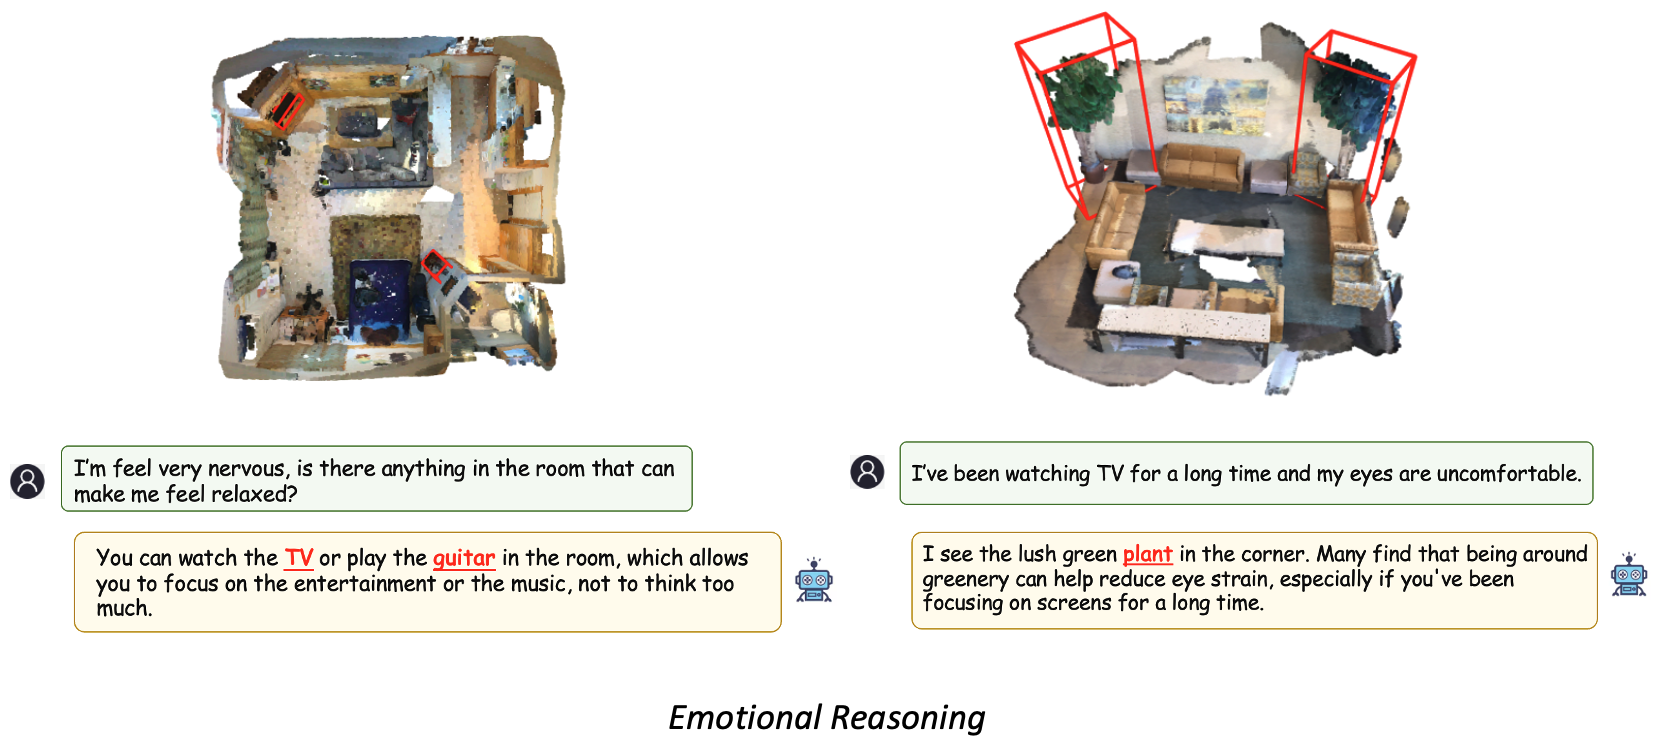 I'm feel very nervous, is there anything in the room that can
make me feel relaxed?
You can watch the TV or play the guitar in the room, which allows
you to focus on the entertainment or the music, not to think too
much.
I've been watching TV for a long time and my eyes are uncomfortable.
I see the lush green plant in the corner. Many find that being around
greenery can help reduce eye strain, especially if you've been
focusing on screens for a long time.
Emotional Reasoning